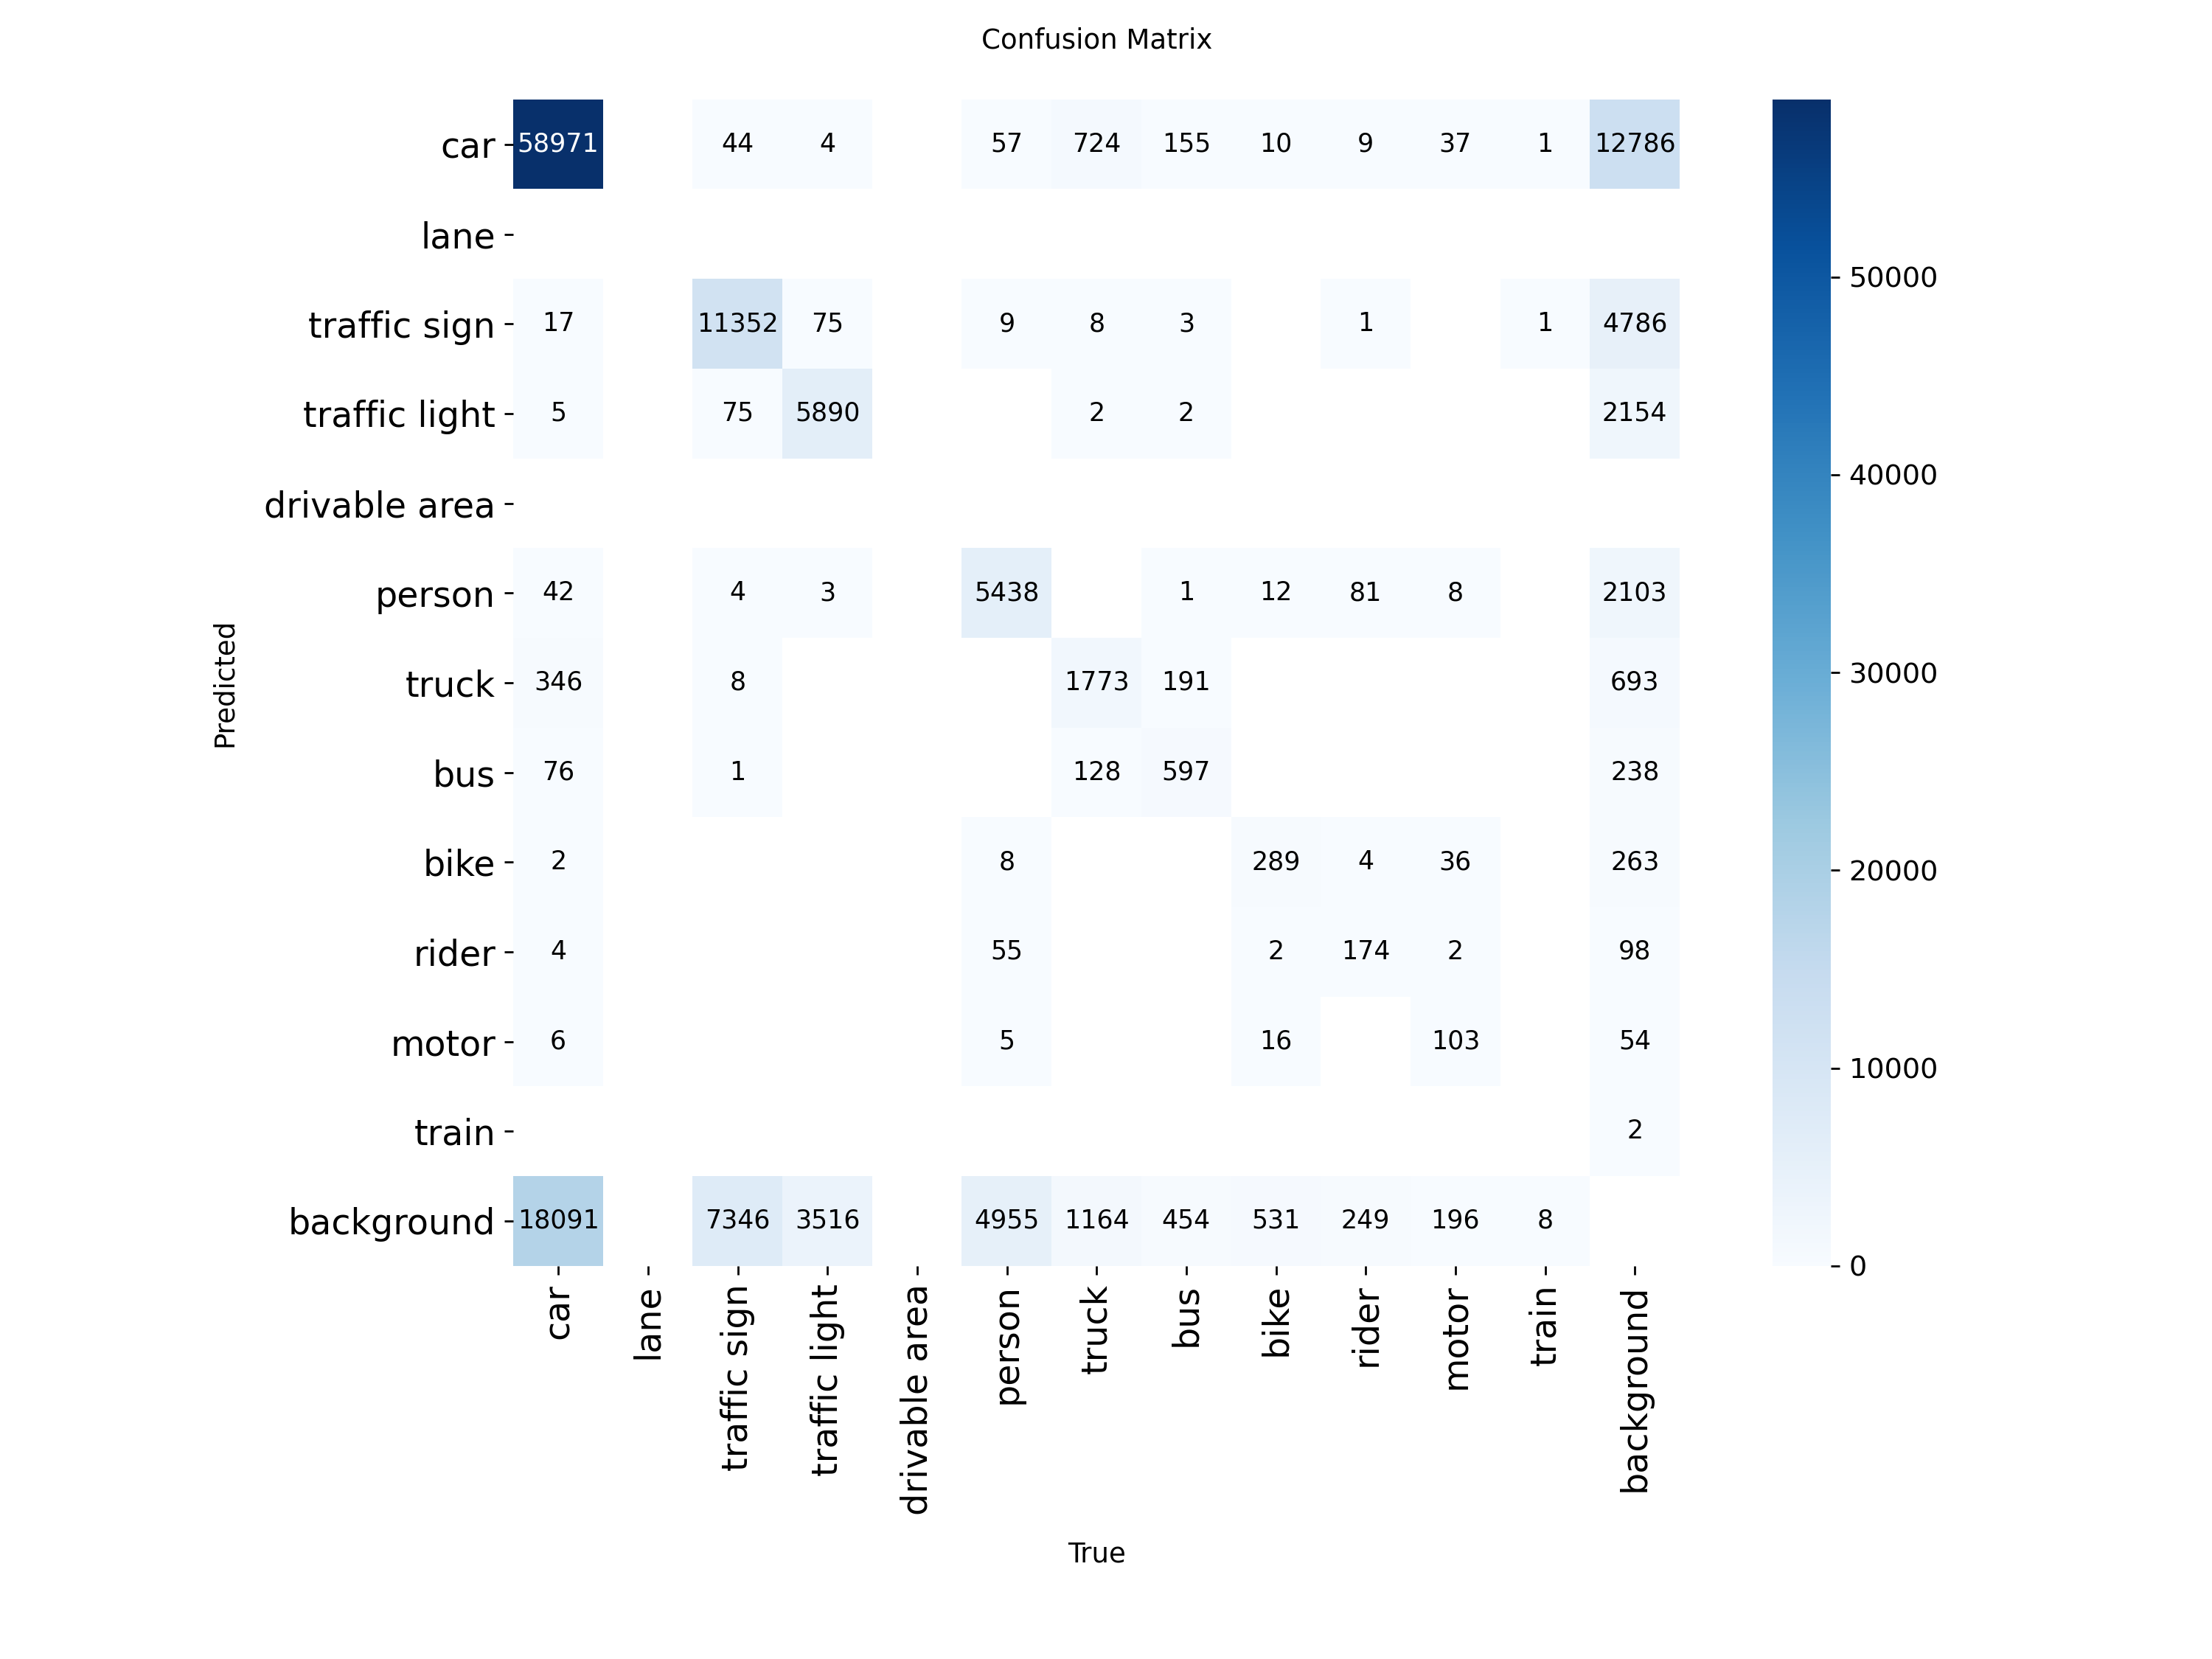 Confusion Matrix
car 58971 44 4 57 724 155 10 9 37 1 12786
lane
50000
traffic sign 17 11352 75 9 8 3 1 1 4786
traffic light 5 75 5890 2 2 2154
40000
drivable area
person 42 4 3 5438 1 12 81 8 2103
30000
Predicted
truck 346 8 1773 191 693
bus 76 1 128 597 238
bike 2 8 289 4 36 263
20000
rider 4 55 2 174 2 98
motor 6 5 16 103 54
10000
train 2
background 18091 7346 3516 4955 1164 454 531 249 196 8
0
car lane traffic sign traffic light drivable area person truck bus bike rider motor train background
True